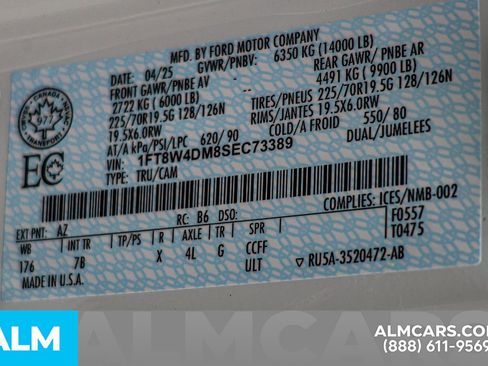 MFD. BY FORD MOTOR COMPANY
DATE: 04/25 GVWR/PNBV: 6350 KG (14000 LB)
FRONT GAWR/PNBE AV REAR GAWR/ PNBE AR
2722 KG (6000 LB) 4491 KG (9900 LB)
225/70R19.5G 128/126N TIRES/PNEUS 225/70R19.5G 128/126N
19.5X6.0RW RIMS/JANTES 19.5X6.0RW
AT/A kPa/PSI/LPC 620/ 90 COLD/A FROID 550/ 80
VIN: 1FT8W4DM8SEC73389 DUAL/JUMELEES
TYPE: TRU/CAM
CANADA
377
TRANSPORT
EC
COMPLIES: ICES/NMB-002
EXT PNT: AZ RC: B6 DSO: F0557
WB INT TR TP/PS R AXLE TR SPR T0475
176 7B X 4L G CCFF
ULT
MADE IN U.S.A. RU5A-3520472-AB
ALM
ALMCARS
ALMCARS.CO
(888) 611-9569